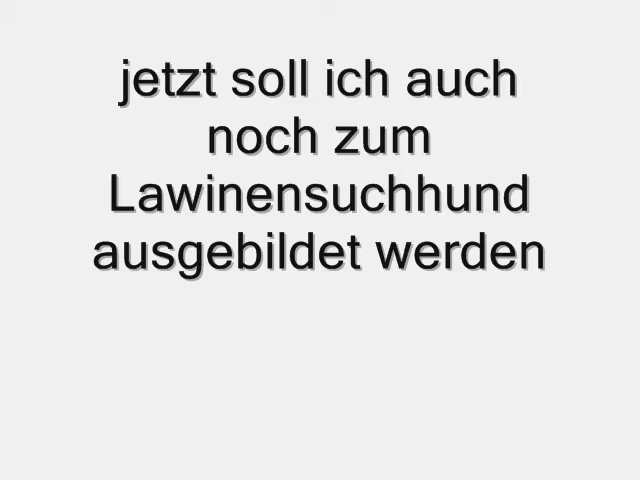 jetzt soll ich auch
noch zum
Lawinensuchhund
ausgebildet werden